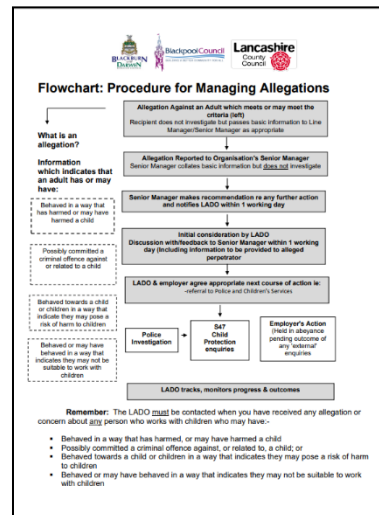 BLACKBURN
WITH
DARWEN
BlackpoolCouncil
Lancashire
County
Council
Flowchart: Procedure for Managing Allegations
Allegation Against an Adult which meets or may meet the
criteria (left)
Recipient does not investigate but passes basic information to Line
Manager/Senior Manager as appropriate
What is an
allegation?
Information
which indicates that
an adult has or may
have:
Behaved in a way that
has harmed or may have
harmed a child
Possibly committed a
criminal offence against
or related to a child
Behaved towards a child
or children in a way that
indicate they may pose a
risk of harm to children
Behaved or may have
behaved in a way that
indicates they may not be
suitable to work with
children
Allegation Reported to Organisation's Senior Manager
Senior Manager collates basic information but does not investigate
Senior Manager makes recommendation re any further action
and notifies LADO within 1 working day
Initial consideration by LADO
Discussion with/feedback to Senior Manager within 1 working
day (Including information to be provided to alleged
perpetrator
LADO & employer agree appropriate next course of action ie:
-referral to Police and Children's Services
Police
Investigation
S47
Child
Protection
enquiries
Employer's Action
(Held in abeyance
pending outcome of
any 'external'
enquiries
LADO tracks, monitors progress & outcomes
Remember: The LADO must be contacted when you have received any allegation or
concern about any person who works with children who may have:-
• Behaved in a way that has harmed, or may have harmed a child
• Possibly committed a criminal offence against, or related to, a child; or
• Behaved towards a child or children in a way that indicates they may pose a risk of harm
to children
• Behaved or may have behaved in a way that indicates they may not be suitable to work
with children